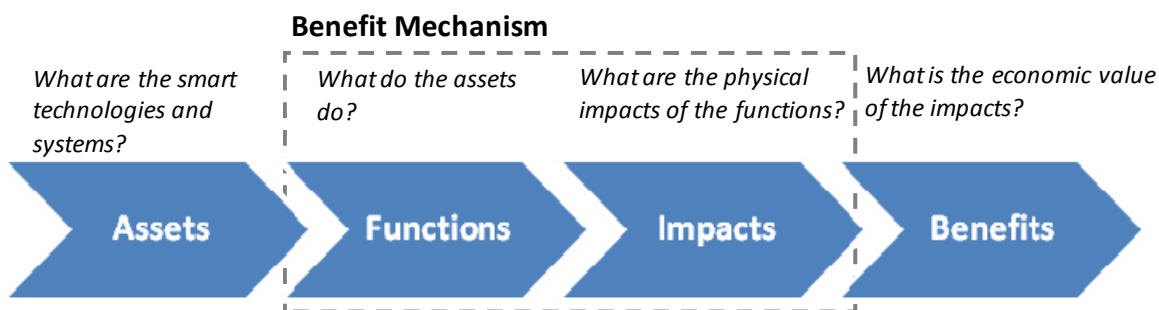 Benefit Mechanism
What are the smart
technologies and
systems?
What do the assets
do?
What are the physical
impacts of the functions?
What is the economic value
of the impacts?
Assets
Functions
Impacts
Benefits